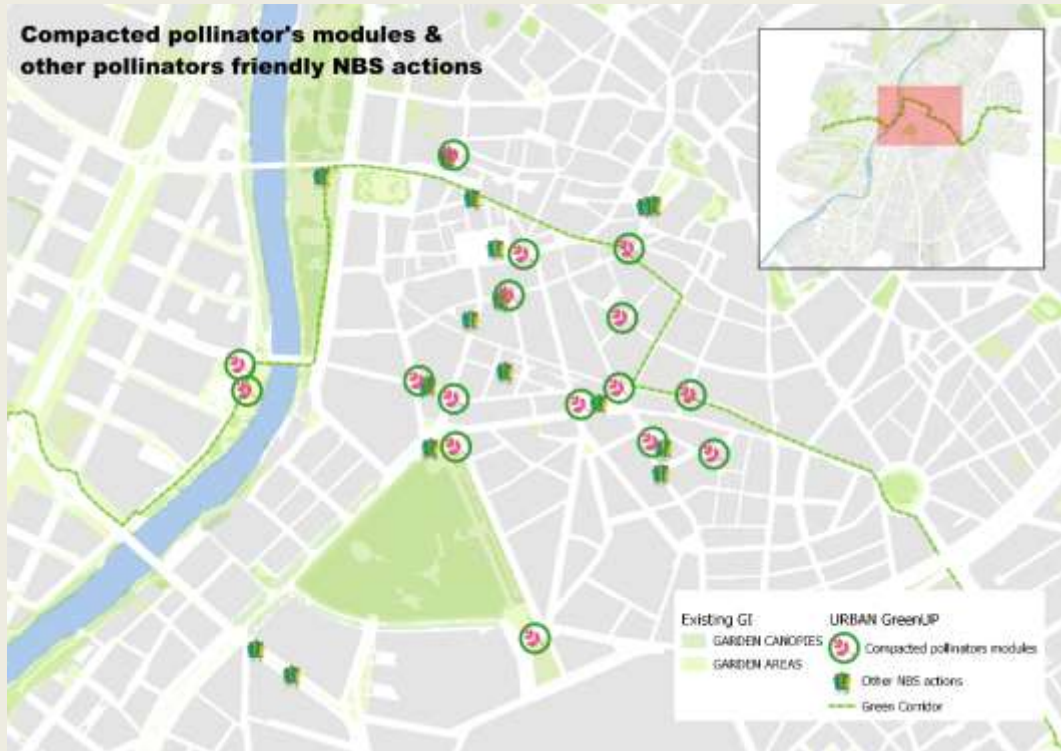 Compacted pollinator's modules &
other pollinators friendly NBS actions
Existing GI
GARDEN CANOPIES
GARDEN AREAS
URBAN GreenUP
Compacted pollinators modules
Other NBS actions
Green Corridor